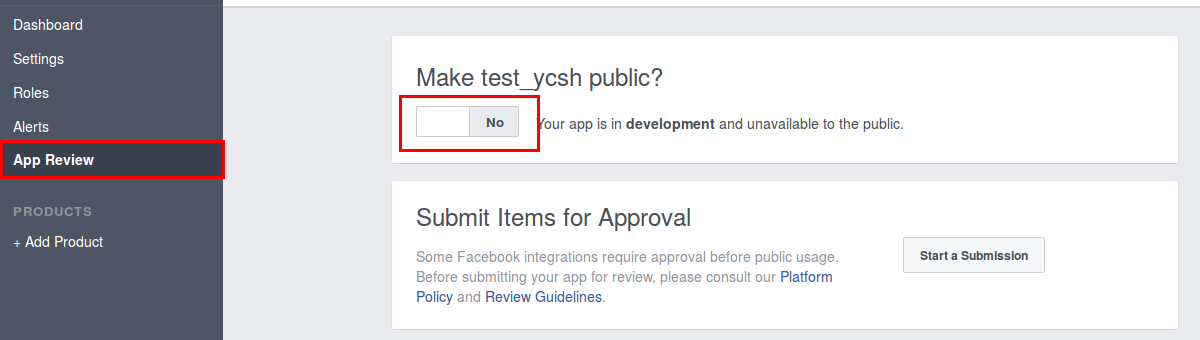 Dashboard
Settings
Roles
Alerts
App Review
PRODUCTS
+ Add Product
Make test_ycsh public?
No
Your app is in development and unavailable to the public.
Submit Items for Approval
Some Facebook integrations require approval before public usage.
Before submitting your app for review, please consult our Platform
Policy and Review Guidelines.
Start a Submission